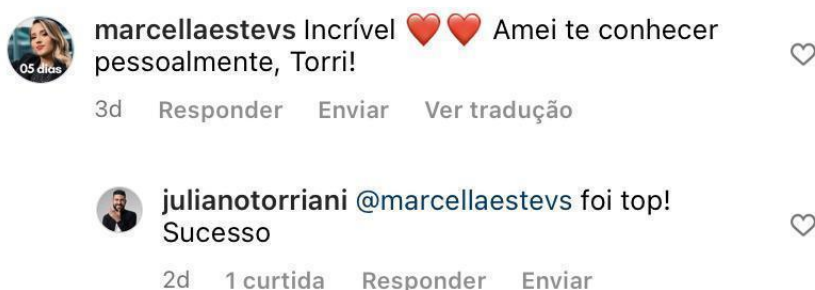 marcellaestevs Incrível ❤️❤️ Amei te conhecer
pessoalmente, Torri!
05 dias
3d Responder Enviar Ver tradução
julianotorriani @marcellaestevs foi top!
Sucesso
2d 1 curtida Responder Enviar